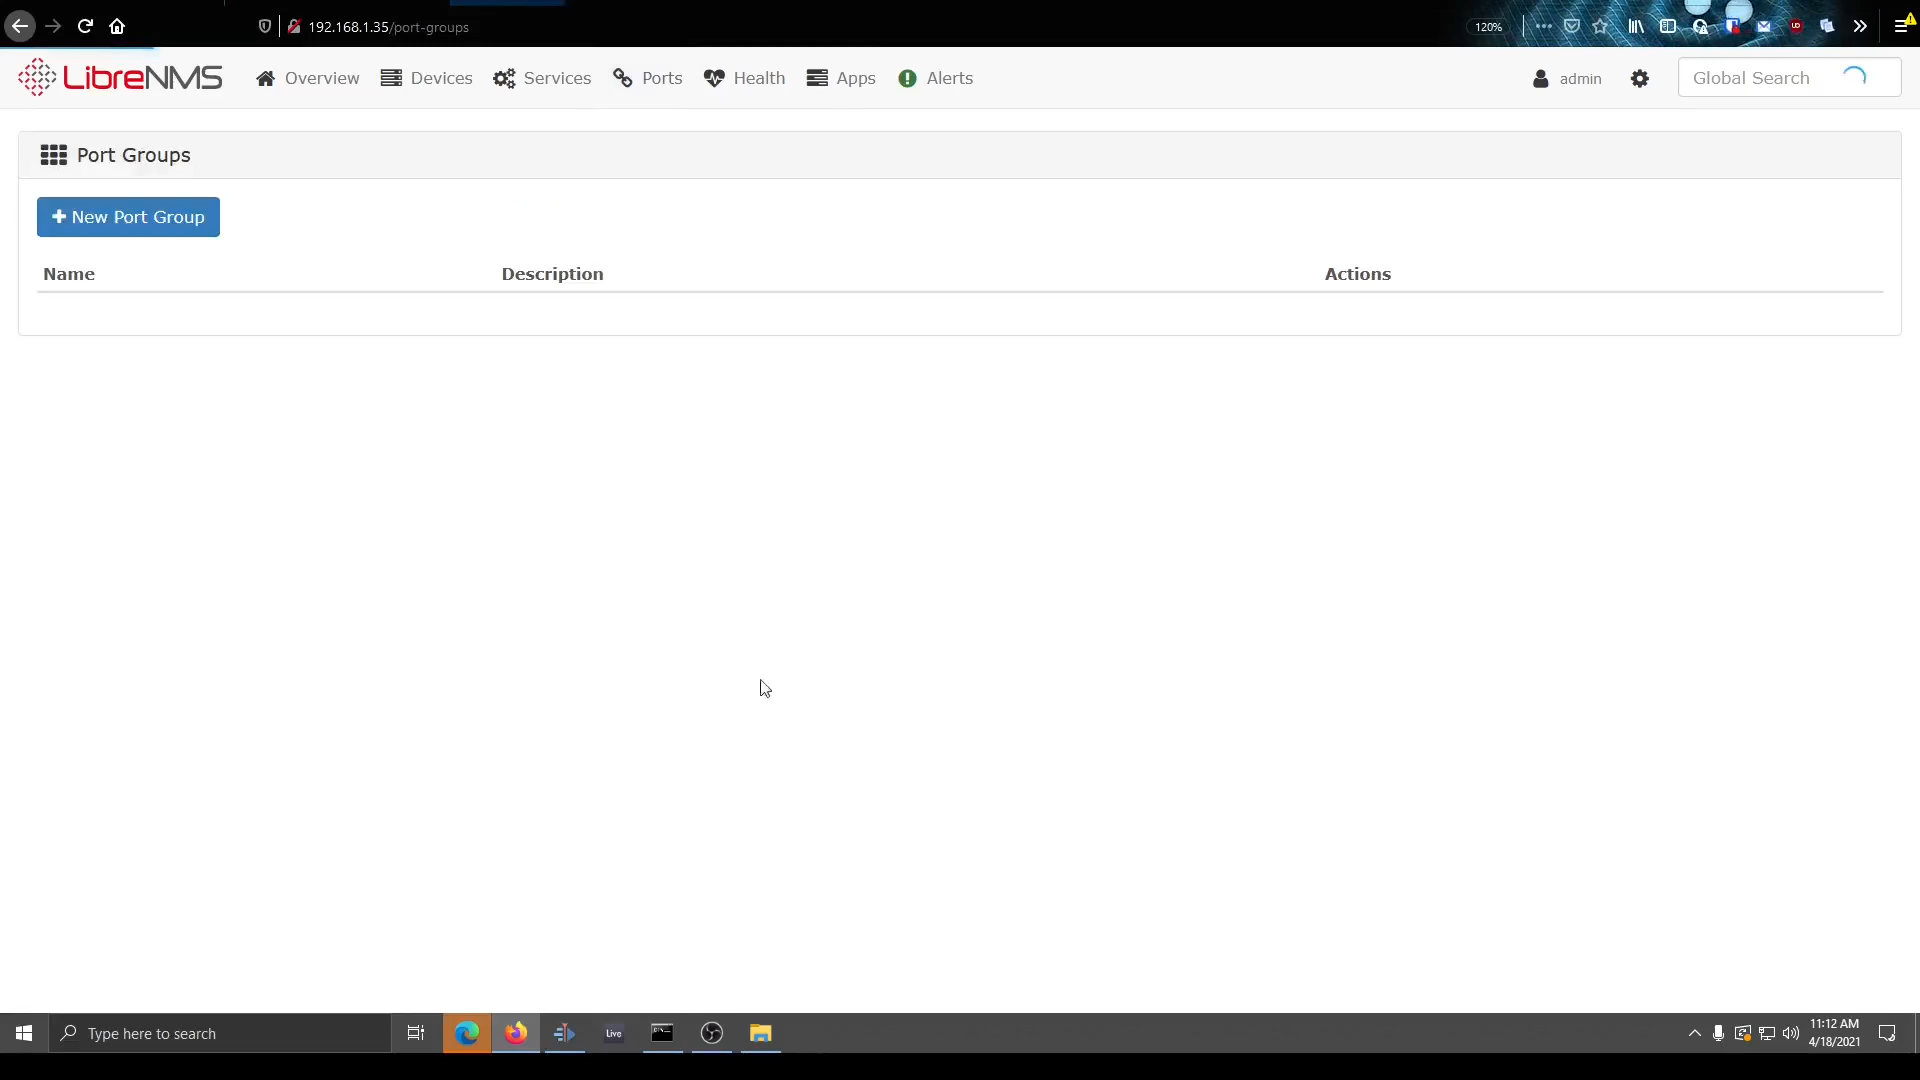 192.168.1.35/port-groups
120%
LibreNMS
Overview
Devices
Services
Ports
Health
Apps
Alerts
admin
Global Search
Port Groups
New Port Group
Name
Description
Actions
Type here to search
Live
11:12 AM
4/18/2021